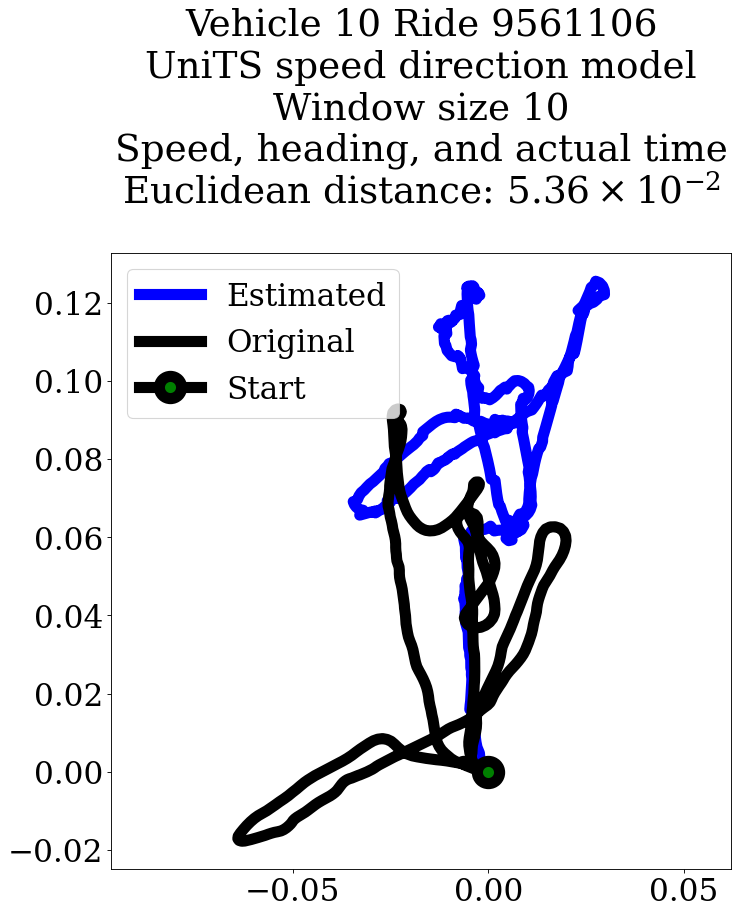 Vehicle 10 Ride 9561106
UniTS speed direction model
Window size 10
Speed, heading, and actual time
Euclidean distance: 5.36 × 10⁻²
Estimated
Original
Start
0.12
0.10
0.08
0.06
0.04
0.02
0.00
−0.02
−0.05 0.00 0.05